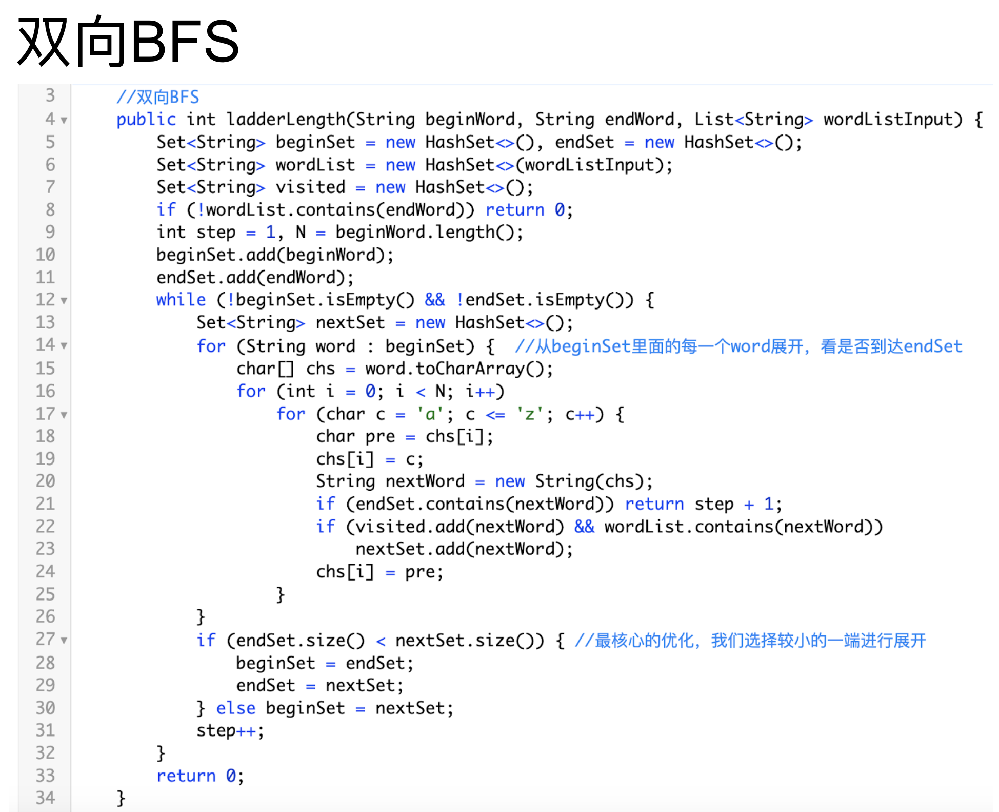 双向BFS
3 //双向BFS
4 public int ladderLength(String beginWord, String endWord, List<String> wordListInput) {
5 Set<String> beginSet = new HashSet<>(), endSet = new HashSet<>();
6 Set<String> wordList = new HashSet<>(wordListInput);
7 Set<String> visited = new HashSet<>();
8 if (!wordList.contains(endWord)) return 0;
9 int step = 1, N = beginWord.length();
10 beginSet.add(beginWord);
11 endSet.add(endWord);
12 while (!beginSet.isEmpty() && !endSet.isEmpty()) {
13 Set<String> nextSet = new HashSet<>();
14 for (String word : beginSet) { //从beginSet里面的每一个word展开，看是否到达endSet
15 char[] chs = word.toCharArray();
16 for (int i = 0; i < N; i++)
17 for (char c = 'a'; c <= 'z'; c++) {
18 char pre = chs[i];
19 chs[i] = c;
20 String nextWord = new String(chs);
21 if (endSet.contains(nextWord)) return step + 1;
22 if (visited.add(nextWord) && wordList.contains(nextWord))
23 nextSet.add(nextWord);
24 chs[i] = pre;
25 }
26 }
27 if (endSet.size() < nextSet.size()) { //最核心的优化，我们选择较小的一端进行展开
28 beginSet = endSet;
29 endSet = nextSet;
30 } else beginSet = nextSet;
31 step++;
32 }
33 return 0;
34 }